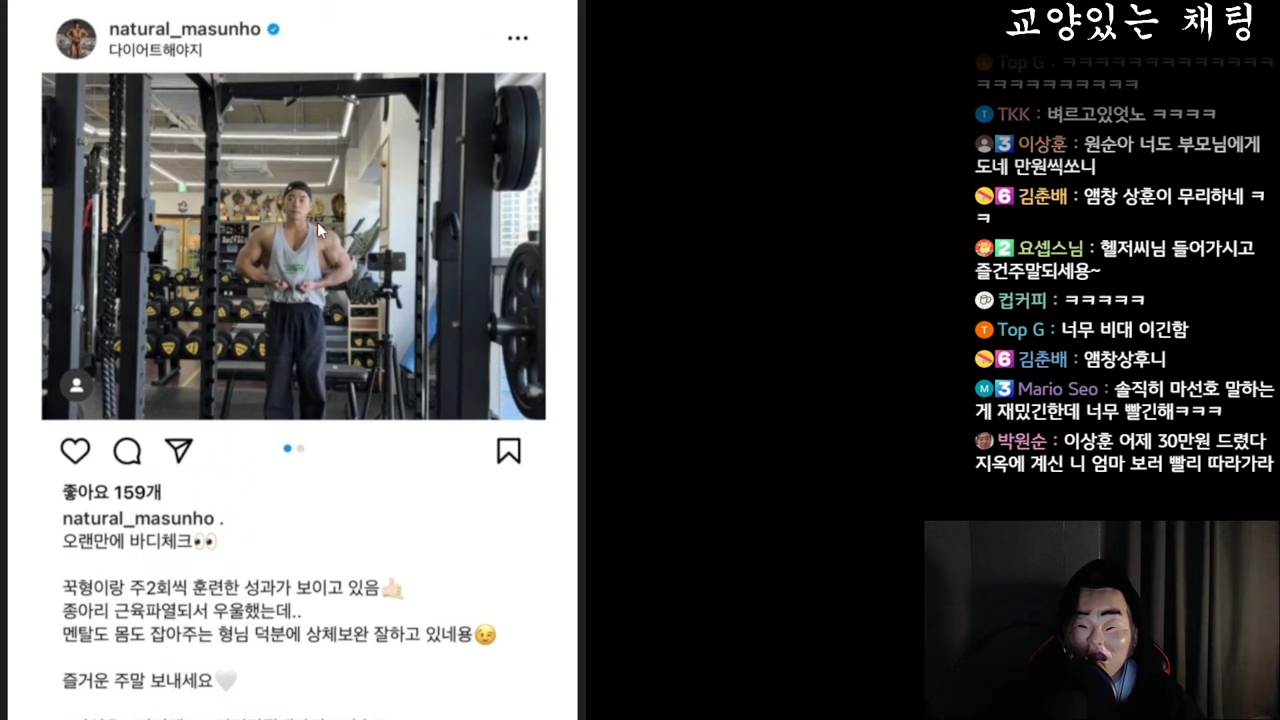 natural_masunho
다이어트해야지
좋아요 159개
natural_masunho .
오랜만에 바디체크👀
꾹형이랑 주2회씩 훈련한 성과가 보이고 있음🤙🏻
종아리 근육파열되서 우울했는데..
멘탈도 몸도 잡아주는 형님 덕분에 상체보완 잘하고 있네용😉
즐거운 주말 보내세요🤍
교양있는 채팅
Top G : ㅋㅋㅋㅋㅋㅋㅋㅋㅋㅋㅋㅋㅋ
ㅋㅋㅋㅋㅋㅋㅋㅋㅋㅋ
T TKK : 벼르고있엇노 ㅋㅋㅋㅋ
3 이상훈 : 원순아 너도 부모님에게
도네 만원씩쏘니
6 김춘배 : 앰창 상훈이 무리하네 ㅋ
ㅋ
2 요셉스님 : 헬저씨님 들어가시고
즐건주말되세용~
컵커피 : ㅋㅋㅋㅋㅋ
T Top G : 너무 비대 이긴함
6 김춘배 : 앰창상후니
M 3 Mario Seo : 솔직히 마선호 말하는
게 재밌긴한데 너무 빨긴해ㅋㅋㅋ
박원순 : 이상훈 어제 30만원 드렸다
지옥에 계신 니 엄마 보러 빨리 따라가라